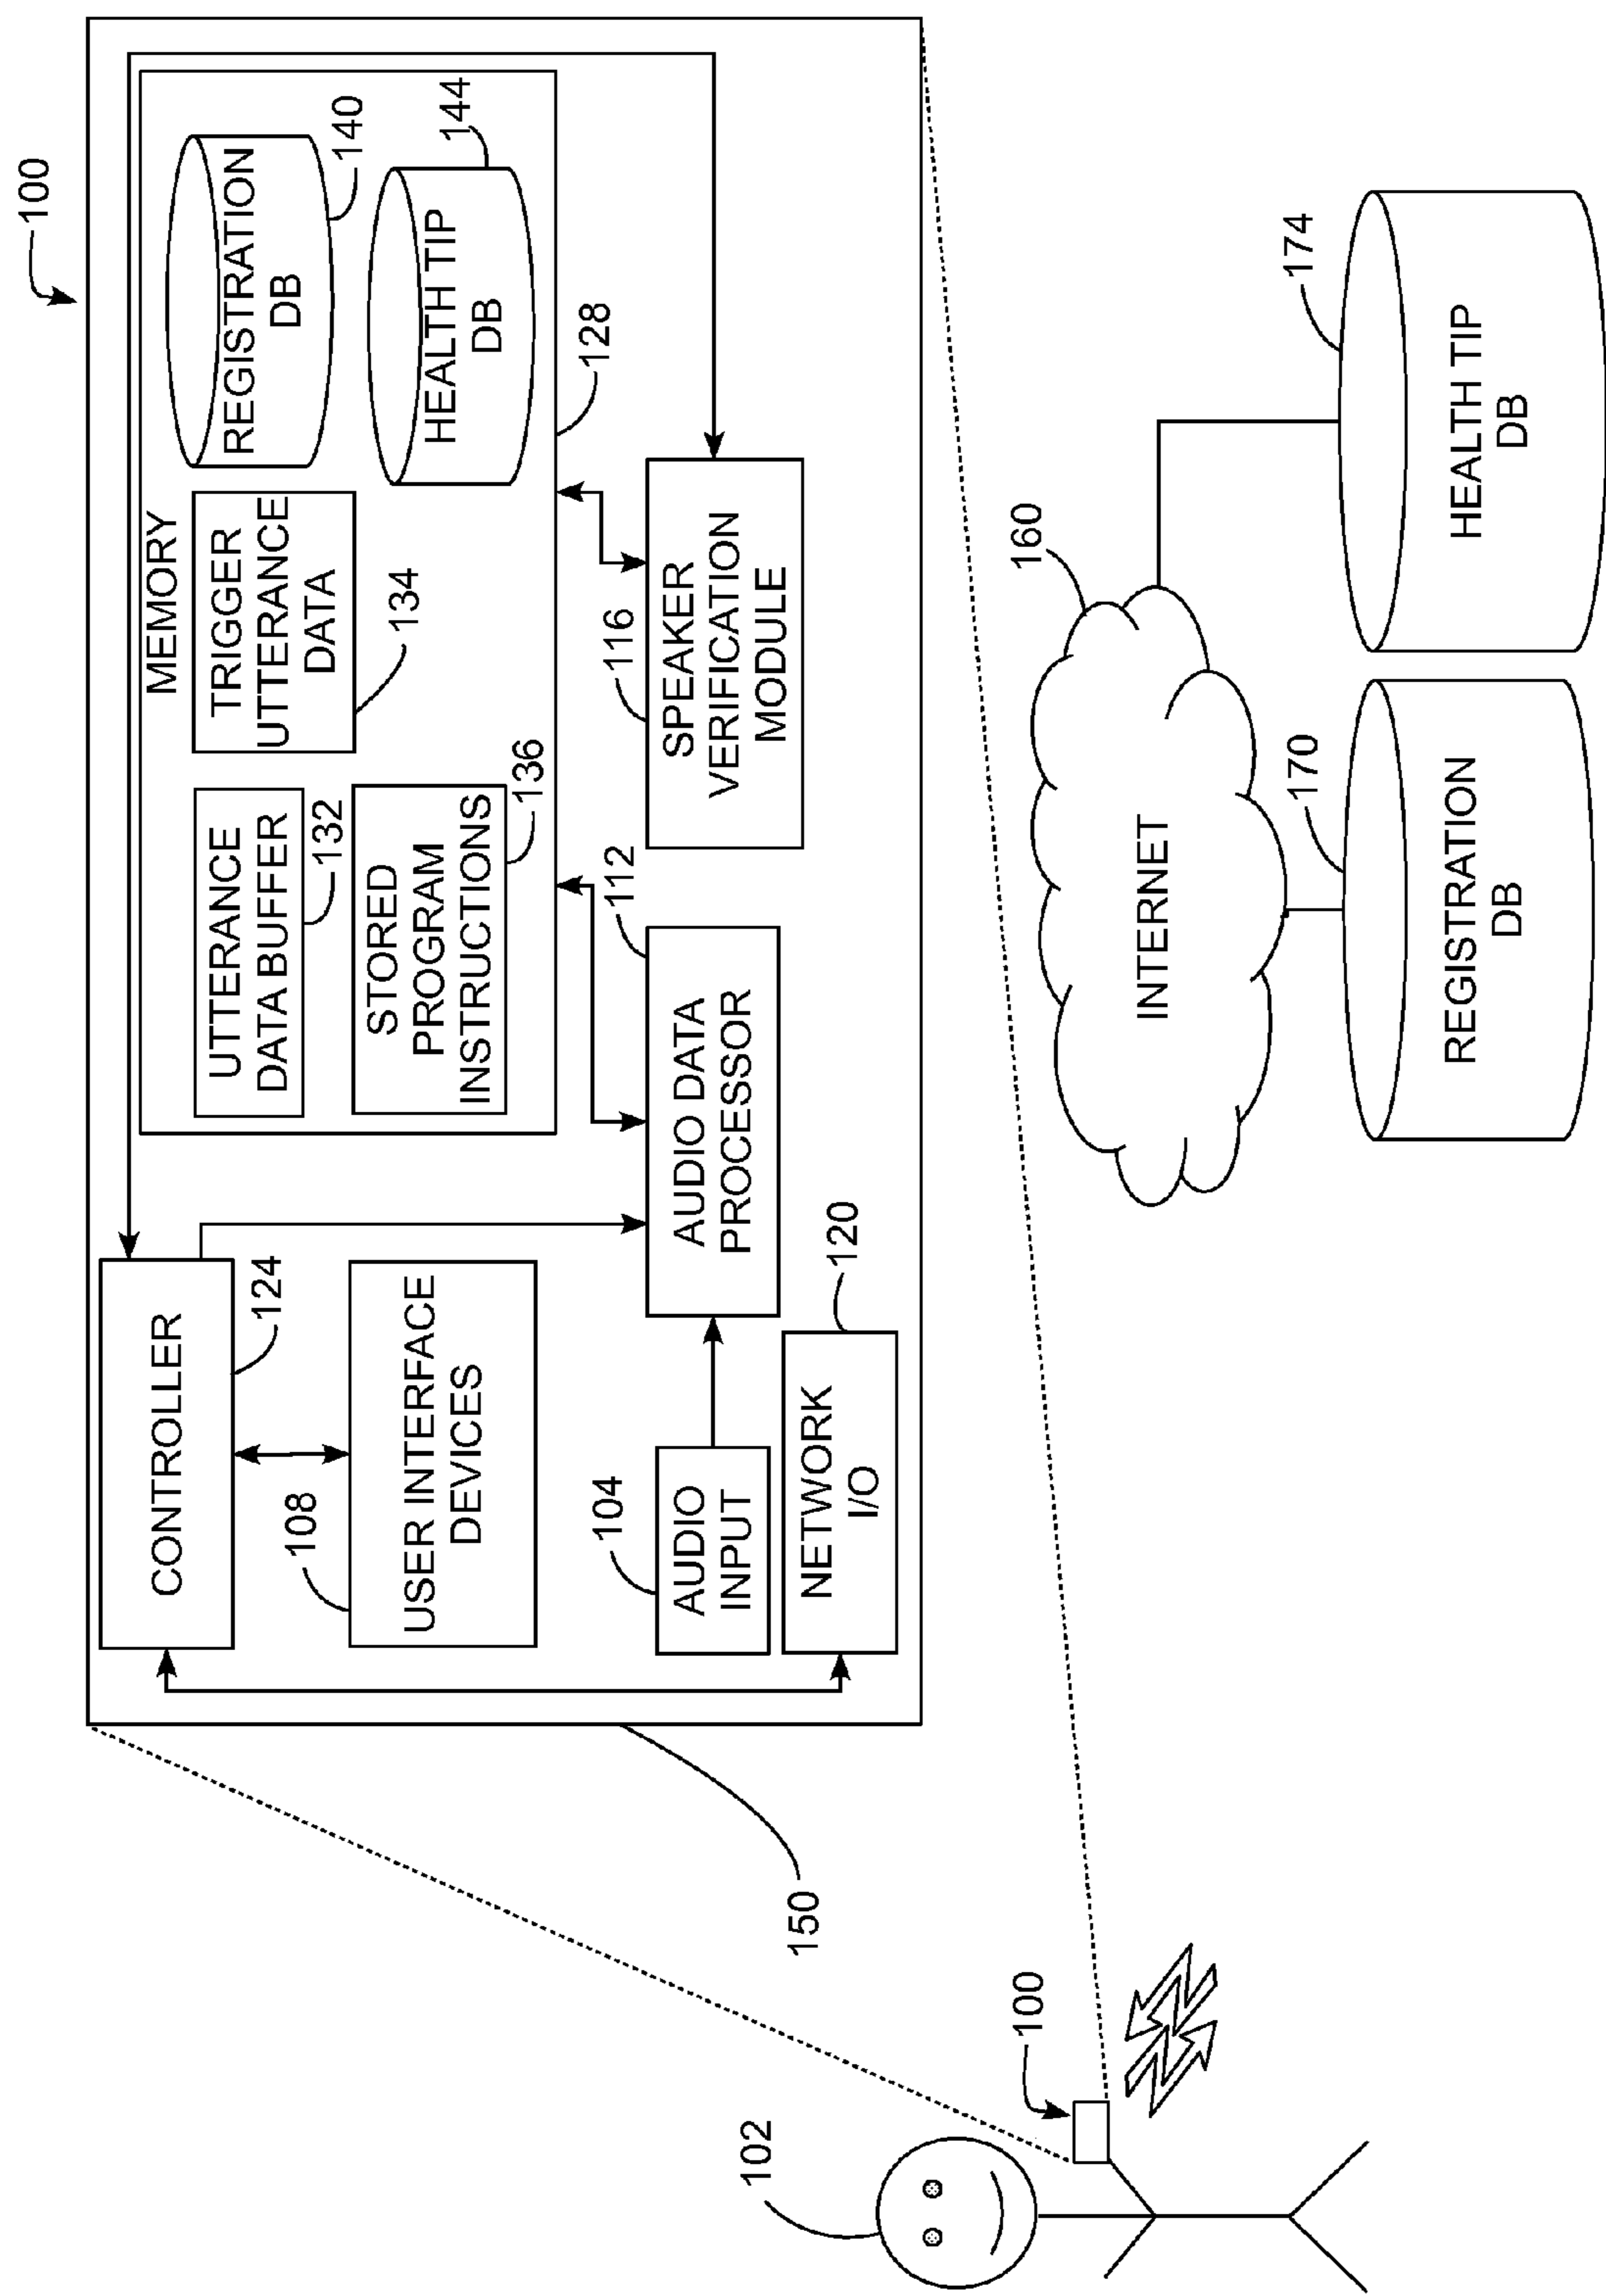 100
CONTROLLER
124
108
USER INTERFACE
DEVICES
104
AUDIO
INPUT
NETWORK
I/O
120
MEMORY
UTTERANCE
DATA BUFFER
132
STORED
PROGRAM
INSTRUCTIONS
136
TRIGGER
UTTERANCE
DATA
134
REGISTRATION
DB
140
HEALTH TIP
DB
144
128
112
AUDIO DATA
PROCESSOR
116
SPEAKER
VERIFICATION
MODULE
150
102
100
160
INTERNET
170
REGISTRATION
DB
174
HEALTH TIP
DB